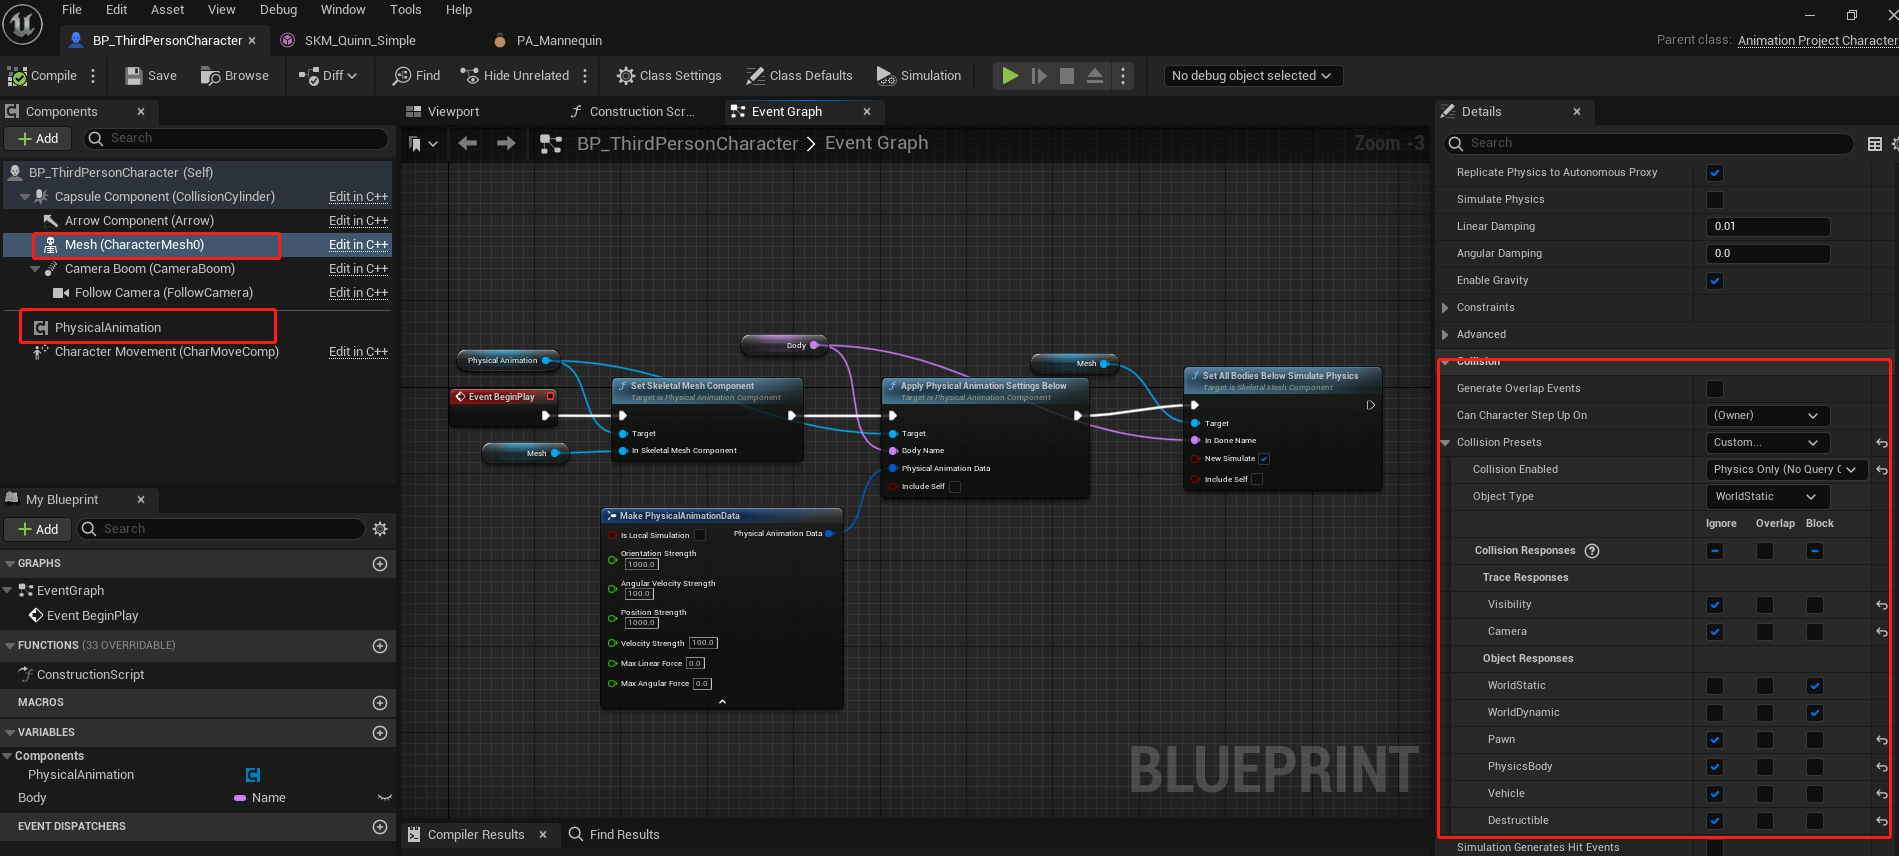 File Edit Asset View Debug Window Tools Help
BP_ThirdPersonCharacter SKM_Quinn_Simple PA_Mannequin
Parent class: Animation Project Character
Compile Save Browse Diff Find Hide Unrelated Class Settings Class Defaults Simulation No debug object selected
Components
Add Search
BP_ThirdPersonCharacter (Self)
Capsule Component (CollisionCylinder) Edit in C++
Arrow Component (Arrow) Edit in C++
Mesh (CharacterMesh0) Edit in C++
Camera Boom (CameraBoom) Edit in C++
Follow Camera (FollowCamera) Edit in C++
PhysicalAnimation
Character Movement (CharMoveComp) Edit in C++
My Blueprint
Add Search
GRAPHS
EventGraph
Event BeginPlay
FUNCTIONS (33 OVERRIDABLE)
ConstructionScript
MACROS
VARIABLES
Components
PhysicalAnimation
Body Name
EVENT DISPATCHERS
Viewport Construction Scr... Event Graph
BP_ThirdPersonCharacter > Event Graph
Zoom -3
Physical Animation
Event BeginPlay
Mesh
Set Skeletal Mesh Component
Target is Physical Animation Component
Target
In Skeletal Mesh Component
Body
Apply Physical Animation Settings Below
Target is Physical Animation Component
Target
Body Name
Physical Animation Data
Include Self
Mesh
Set All Bodies Below Simulate Physics
Target is Skeletal Mesh Component
Target
In Bone Name
New Simulate
Include Self
Make PhysicalAnimationData
Is Local Simulation Physical Animation Data
Orientation Strength
1000.0
Angular Velocity Strength
100.0
Position Strength
1000.0
Velocity Strength 100.0
Max Linear Force 0.0
Max Angular Force 0.0
BLUEPRINT
Compiler Results Find Results
Details
Search
Replicate Physics to Autonomous Proxy
Simulate Physics
Linear Damping 0.01
Angular Damping 0.0
Enable Gravity
Constraints
Advanced
Collision
Generate Overlap Events
Can Character Step Up On (Owner)
Collision Presets Custom...
Collision Enabled Physics Only (No Query C
Object Type WorldStatic
Ignore Overlap Block
Collision Responses
Trace Responses
Visibility
Camera
Object Responses
WorldStatic
WorldDynamic
Pawn
PhysicsBody
Vehicle
Destructible
Simulation Generates Hit Events